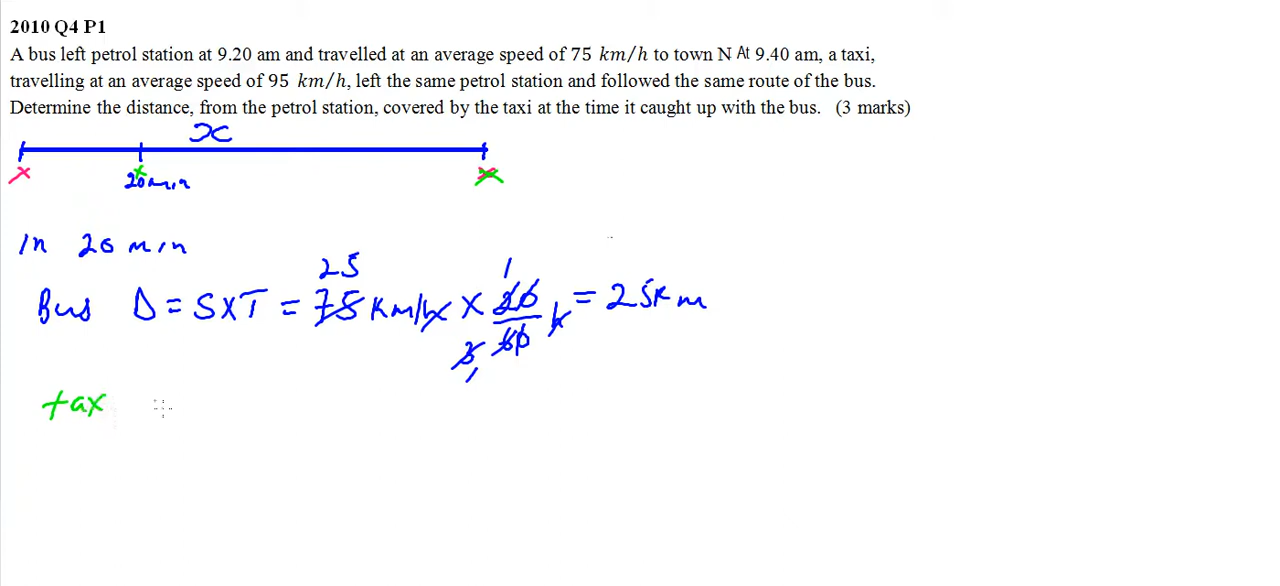 2010 Q4 P1
A bus left petrol station at 9.20 am and travelled at an average speed of 75 km/h to town N At 9.40 am, a taxi,
travelling at an average speed of 95 km/h, left the same petrol station and followed the same route of the bus.
Determine the distance, from the petrol station, covered by the taxi at the time it caught up with the bus. (3 marks)
x
20min
In 20 min
25 1
Bus D = S x T = 75 Km/h x 20/60 h = 25Km
3
1
tax